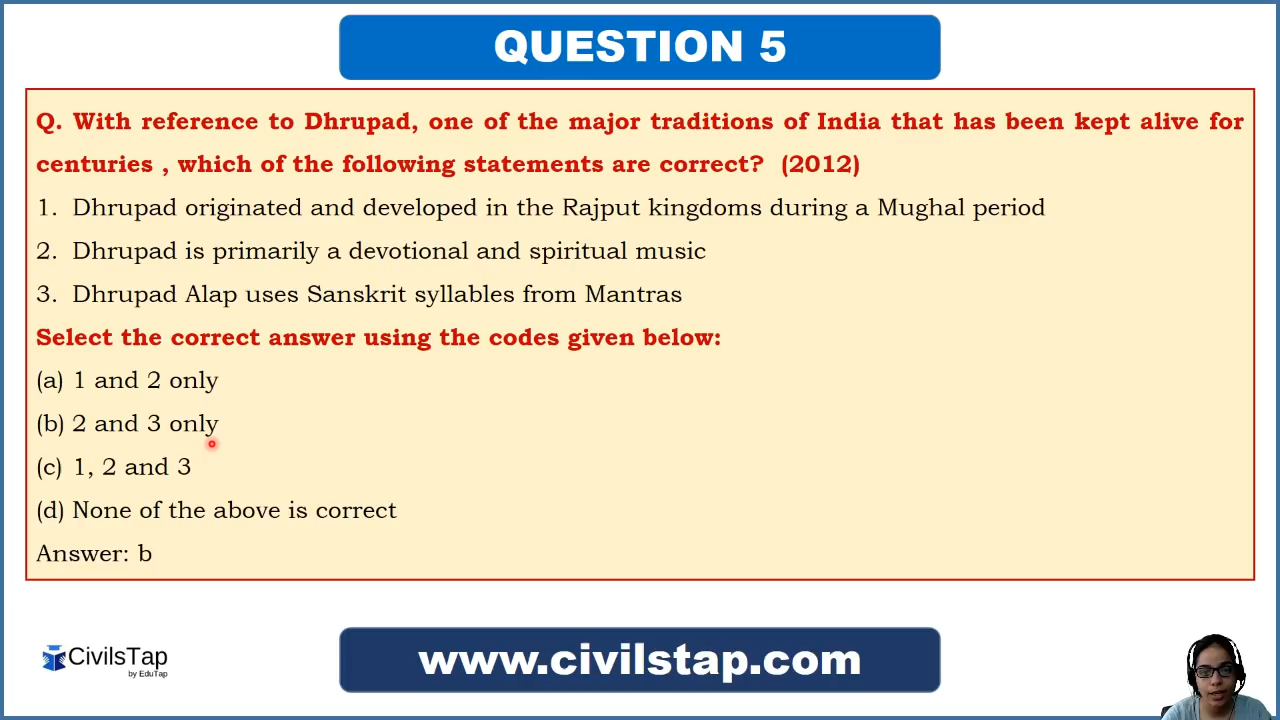 QUESTION 5
Q. With reference to Dhrupad, one of the major traditions of India that has been kept alive for
centuries , which of the following statements are correct? (2012)
1. Dhrupad originated and developed in the Rajput kingdoms during a Mughal period
2. Dhrupad is primarily a devotional and spiritual music
3. Dhrupad Alap uses Sanskrit syllables from Mantras
Select the correct answer using the codes given below:
(a) 1 and 2 only
(b) 2 and 3 only
(c) 1, 2 and 3
(d) None of the above is correct
Answer: b
CivilsTap
by EduTap
www.civilstap.com